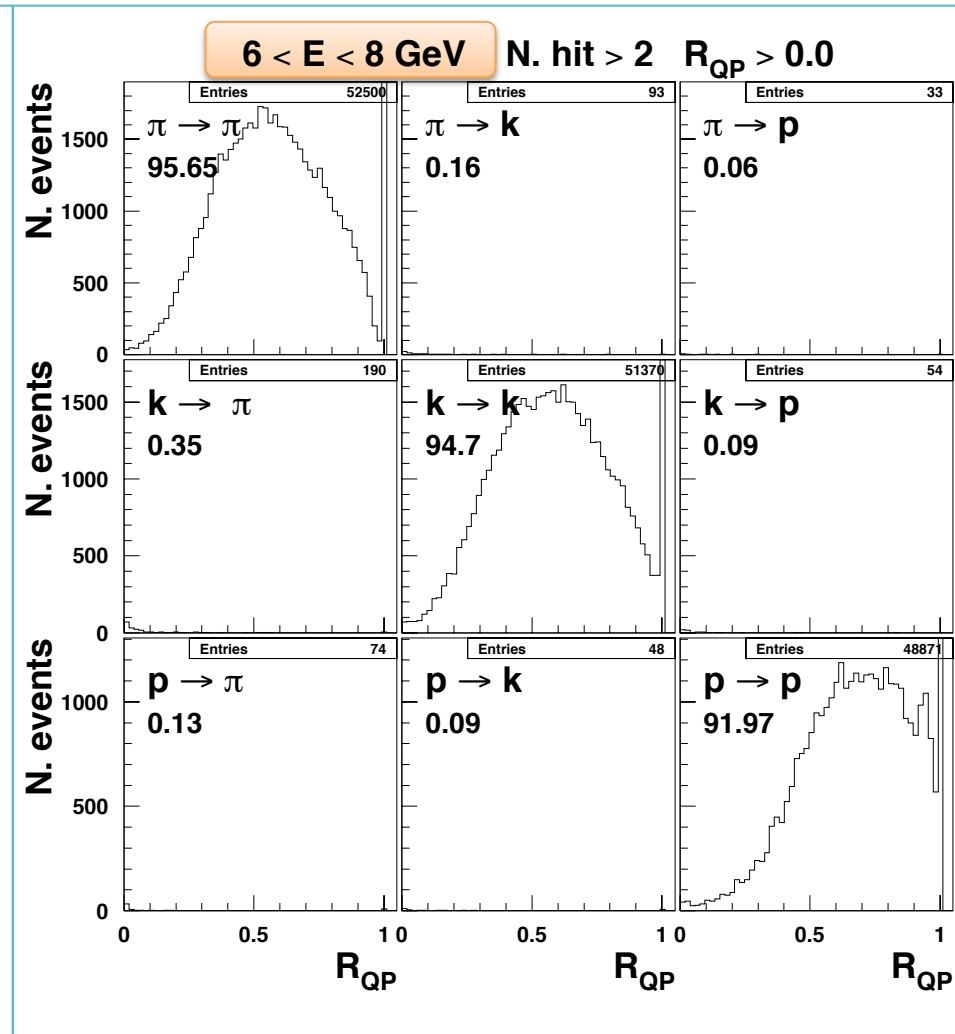 6 < E < 8 GeV N. hit > 2 R_QP > 0.0
Entries 52500
Entries 93
Entries 33
N. events
π → π
95.65
π → k
0.16
π → p
0.06
1500
1000
500
0
Entries 190
Entries 51370
Entries 54
N. events
k → π
0.35
k → k
94.7
k → p
0.09
1500
1000
500
0
Entries 74
Entries 48871
Entries 48
N. events
p → π
0.13
p → k
0.09
p → p
91.97
1000
500
0
0 0.5 1 0 0.5 1 0 0.5 1
R_QP R_QP R_QP